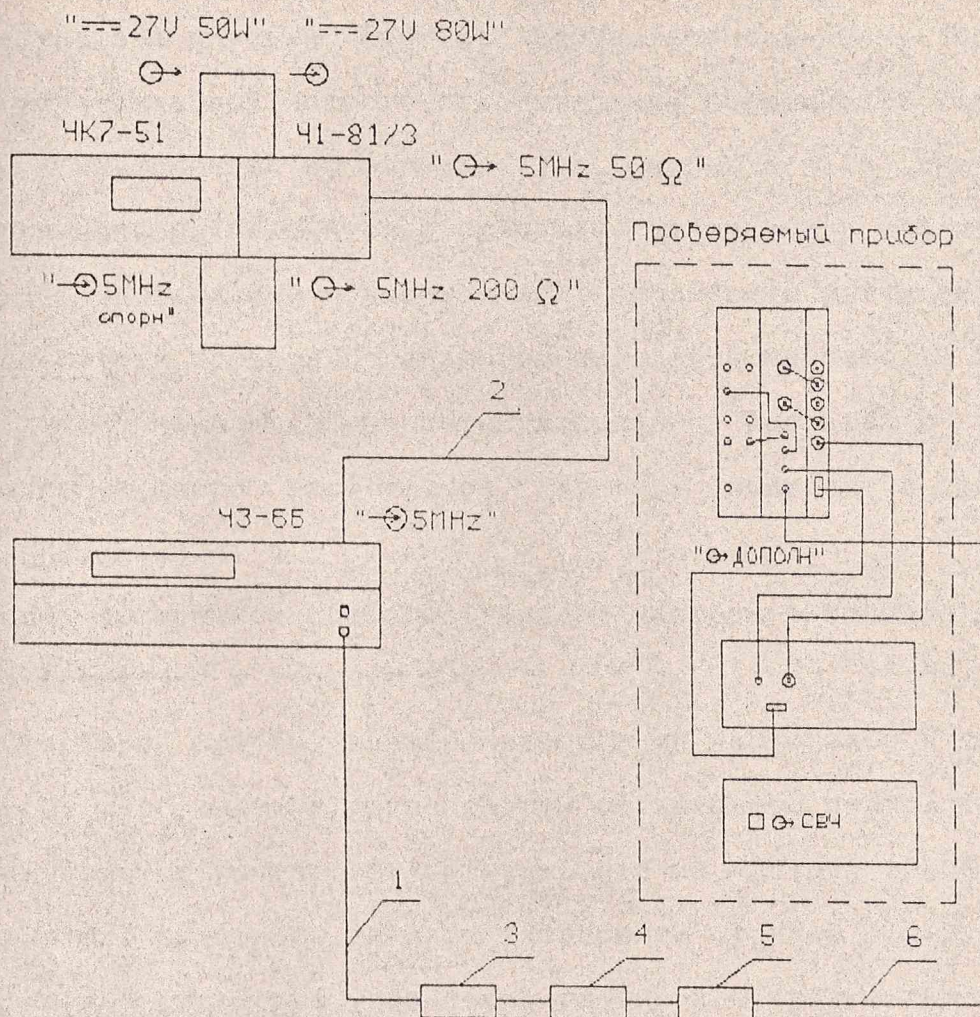 "⎓27V 50W" "⎓27V 80W"
ЧК7-51
Ч1-81/3
"⊙→ 5MHz 50 Ω"
Проверяемый прибор
"→⊙5MHz
опорн"
"⊙→ 5MHz 200 Ω"
2
Ч3-66
"→⊙5MHz"
"⊙→ДОПОЛН"
⊙→ СВЧ
1
3
4
5
6